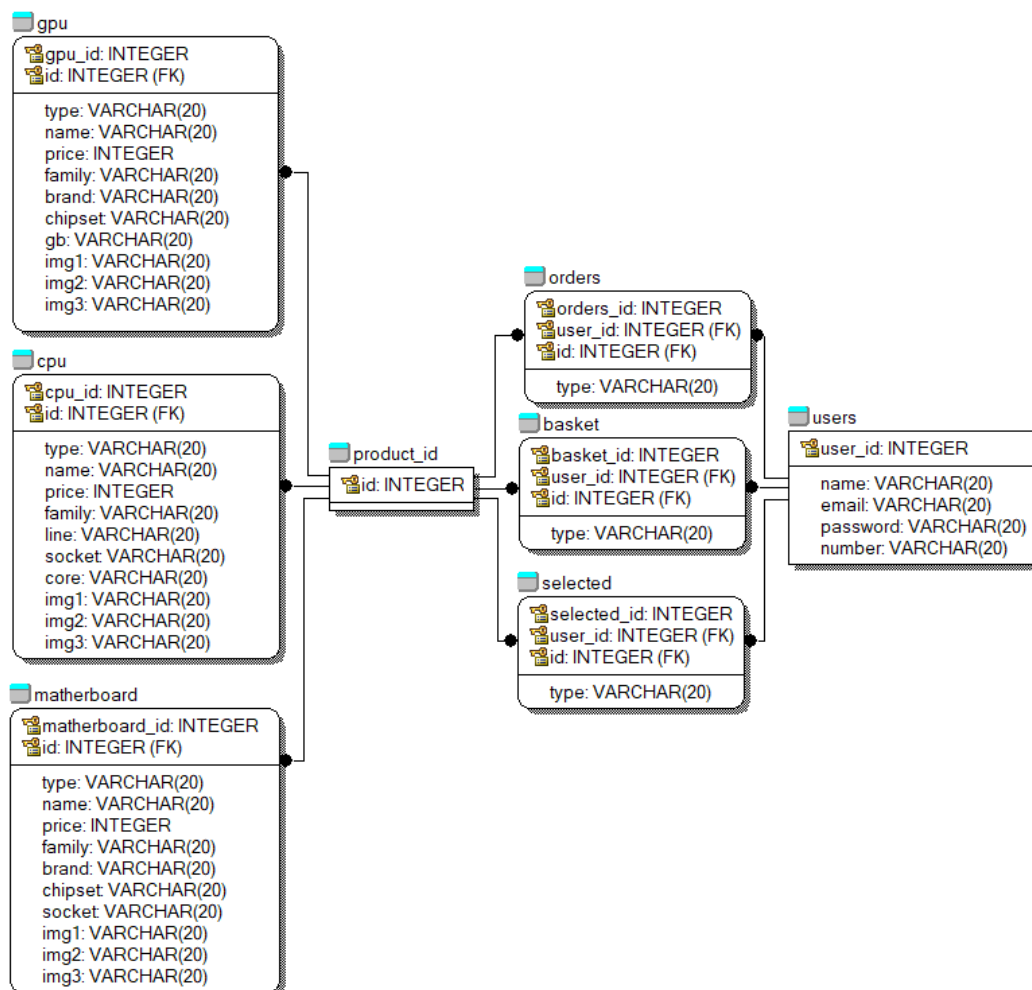 gpu
gpu_id: INTEGER
id: INTEGER (FK)
type: VARCHAR(20)
name: VARCHAR(20)
price: INTEGER
family: VARCHAR(20)
brand: VARCHAR(20)
chipset: VARCHAR(20)
gb: VARCHAR(20)
img1: VARCHAR(20)
img2: VARCHAR(20)
img3: VARCHAR(20)
cpu
cpu_id: INTEGER
id: INTEGER (FK)
type: VARCHAR(20)
name: VARCHAR(20)
price: INTEGER
family: VARCHAR(20)
line: VARCHAR(20)
socket: VARCHAR(20)
core: VARCHAR(20)
img1: VARCHAR(20)
img2: VARCHAR(20)
img3: VARCHAR(20)
matherboard
matherboard_id: INTEGER
id: INTEGER (FK)
type: VARCHAR(20)
name: VARCHAR(20)
price: INTEGER
family: VARCHAR(20)
brand: VARCHAR(20)
chipset: VARCHAR(20)
socket: VARCHAR(20)
img1: VARCHAR(20)
img2: VARCHAR(20)
img3: VARCHAR(20)
product_id
id: INTEGER
orders
orders_id: INTEGER
user_id: INTEGER (FK)
id: INTEGER (FK)
type: VARCHAR(20)
basket
basket_id: INTEGER
user_id: INTEGER (FK)
id: INTEGER (FK)
type: VARCHAR(20)
selected
selected_id: INTEGER
user_id: INTEGER (FK)
id: INTEGER (FK)
type: VARCHAR(20)
users
user_id: INTEGER
name: VARCHAR(20)
email: VARCHAR(20)
password: VARCHAR(20)
number: VARCHAR(20)